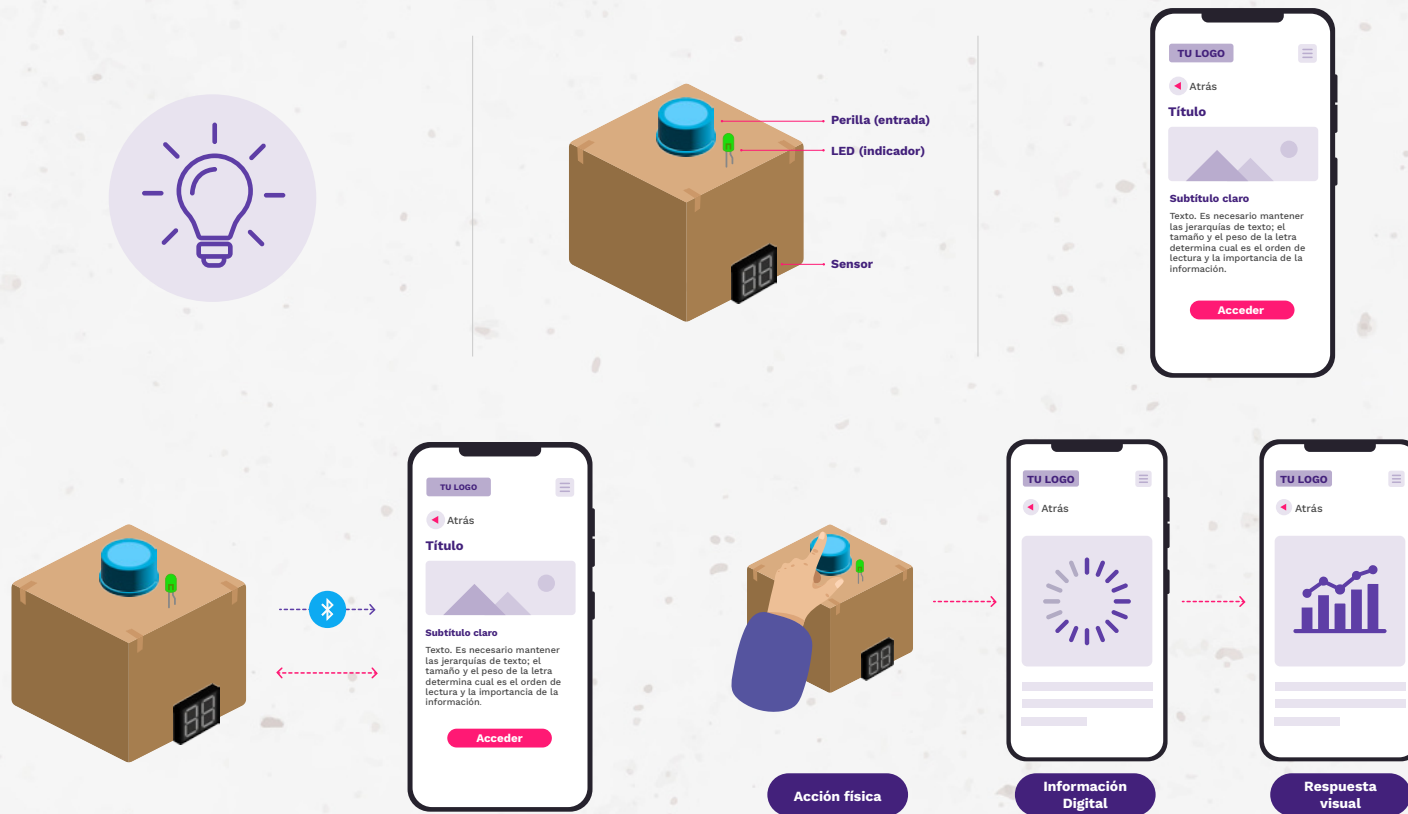 Perilla (entrada)
LED (indicador)
Sensor
TU LOGO
Atrás
Título
Subtítulo claro
Texto. Es necesario mantener
las jerarquías de texto; el
tamaño y el peso de la letra
determina cual es el orden de
lectura y la importancia de la
información.
Acceder
TU LOGO
Atrás
Título
Subtítulo claro
Texto. Es necesario mantener
las jerarquías de texto; el
tamaño y el peso de la letra
determina cual es el orden de
lectura y la importancia de la
información.
Acceder
Acción física
TU LOGO
Atrás
Información
Digital
TU LOGO
Atrás
Respuesta
visual